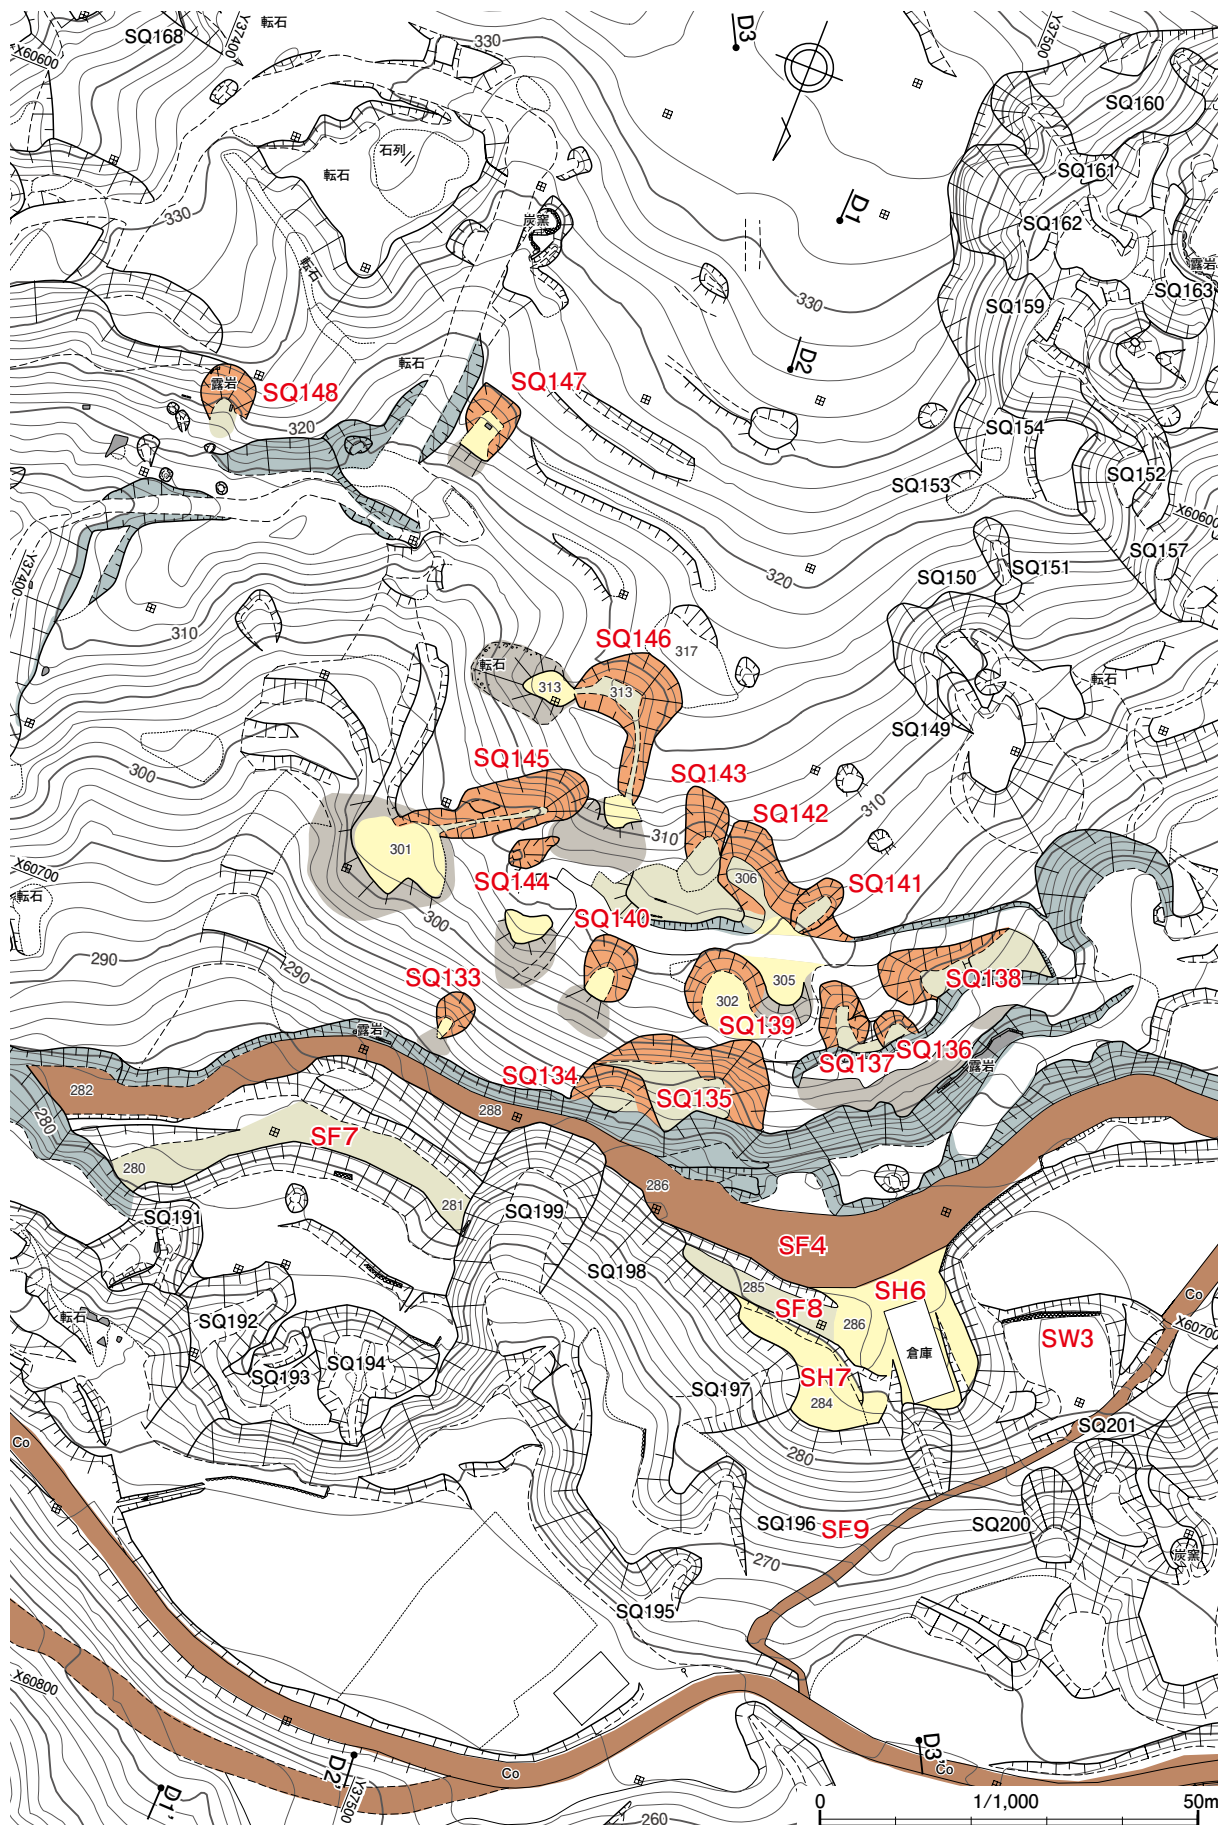 SQ168
Y37400
転石
330
D3
Y37500
X60600
SQ160
石列
転石
SQ161
330
炭窯
D1
SQ162
転石
露岩
SQ163
330
SQ159
転石
D2
露岩
SQ148
SQ147
320
SQ154
SQ153
SQ152
X60600
SQ157
Y37400
320
SQ150
SQ151
310
SQ146
317
転石
313
313
転石
SQ149
300
SQ145
SQ143
310
SQ142
310
301
306
X60700
SQ144
SQ141
転石
300
SQ140
290
290
SQ133
305
SQ138
302
SQ139
露岩
SQ137
SQ136
露岩
282
SQ134
SQ135
288
280
SF7
280
286
281
SQ191
SQ199
SF4
SQ198
285
SH6
Co
転石
SF8
286
X60700
SQ192
倉庫
SW3
SQ193
SQ194
SH7
SQ197
284
SQ201
Co
280
SQ196
SF9
SQ200
270
炭窯
SQ195
X60800
D3'
Co
D2'
Co
D1'
Y37500
260
0
1/1,000
50m